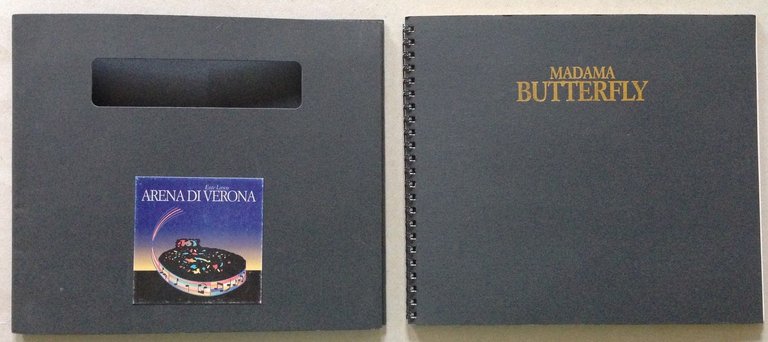 Ente Lirico
ARENA DI VERONA
MADAMA
BUTTERFLY